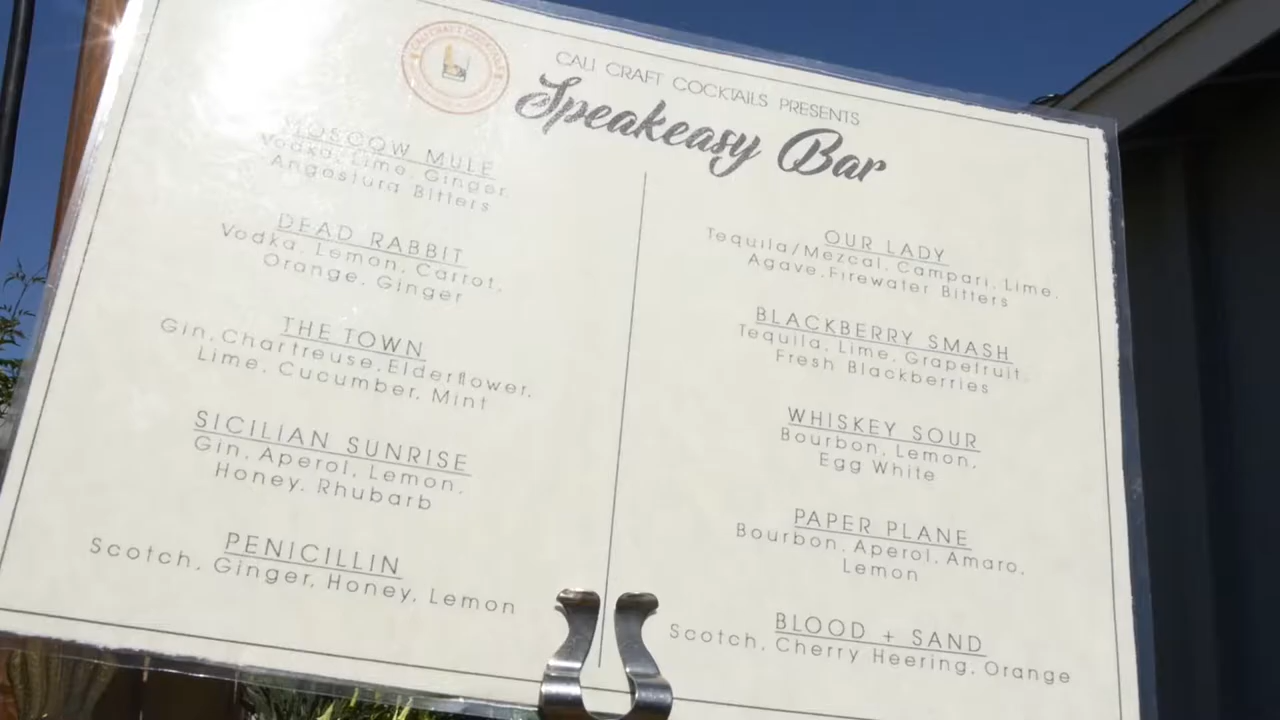 CALI CRAFT COCKTAILS PRESENTS
Speakeasy Bar
MOSCOW MULE
Vodka, Lime, Ginger,
Angastura Bitters
DEAD RABBIT
Vodka, Lemon, Carrot,
Orange, Ginger
THE TOWN
Gin, Chartreuse, Elderflower,
Lime, Cucumber, Mint
SICILIAN SUNRISE
Gin, Aperol, Lemon,
Honey, Rhubarb
PENICILLIN
Scotch, Ginger, Honey, Lemon
OUR LADY
Tequila/Mezcal, Campari, Lime,
Agave, Firewater Bitters
BLACKBERRY SMASH
Tequila, Lime, Grapefruit,
Fresh Blackberries
WHISKEY SOUR
Bourbon, Lemon,
Egg White
PAPER PLANE
Bourbon, Aperol, Amaro,
Lemon
BLOOD + SAND
Scotch, Cherry Heering, Orange